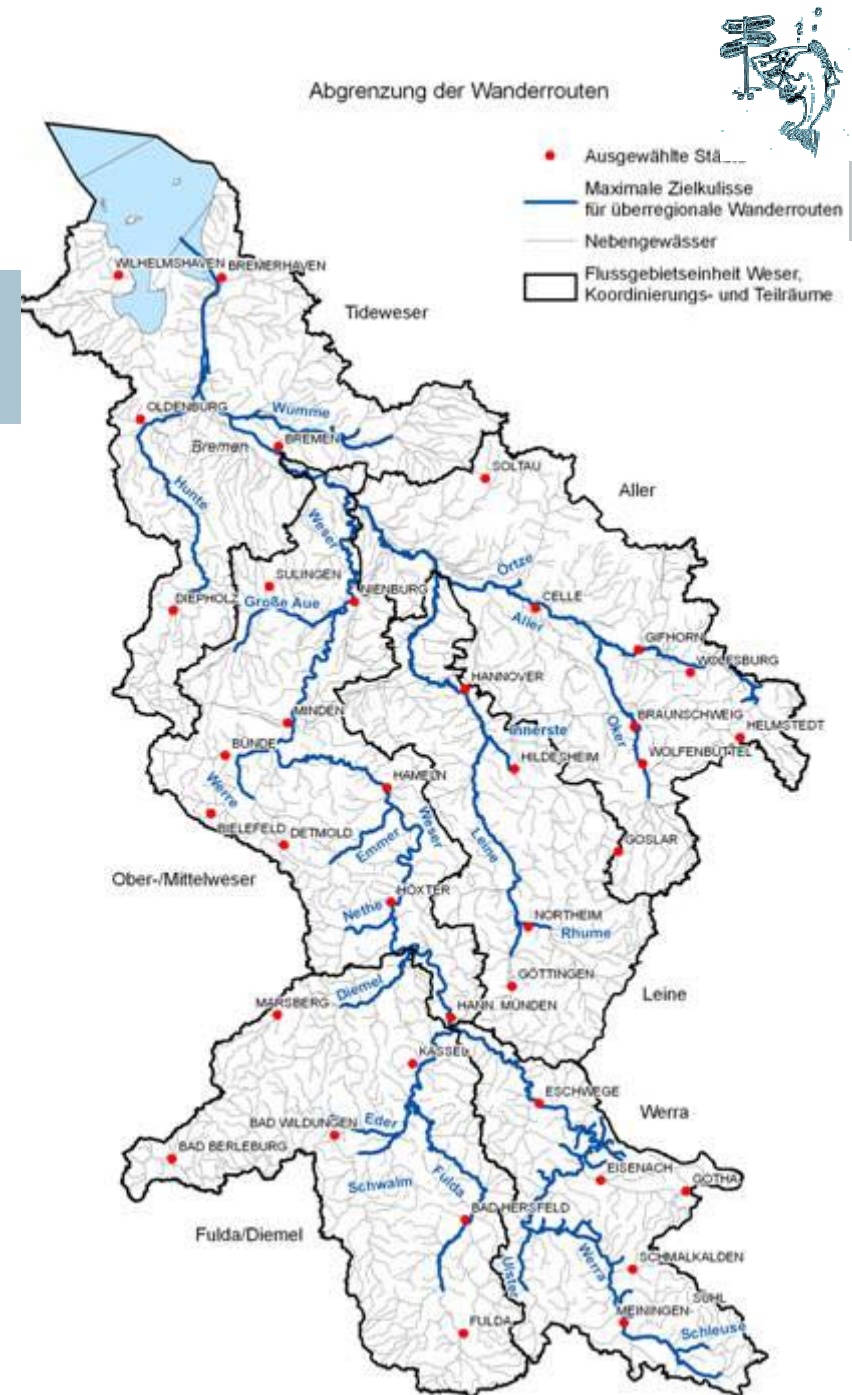 Abgrenzung der Wanderrouten
Ausgewählte
Maximale Zielkulisse
für überregionale Wanderrouten
Nebengewässer
Flussgebietseinheit Weser,
Koordinierungs- und Teilräume
WILHELMSHAVEN
BREMERHAVEN
Tideweser
OLDENBURG
Wümme
Bremen
BREMEN
SOLTAU
Aller
Hunte
Weser
Örtze
SULINGEN
DIEPHOLZ
Große Aue
NIENBURG
CELLE
Aller
GIFHORN
WOLFSBURG
HANNOVER
MINDEN
Innerste
Oker
BRAUNSCHWEIG
HELMSTEDT
BÜNDE
HILDESHEIM
WOLFENBÜTTEL
HAMELN
Werre
BIELEFELD
DETMOLD
Emmer
Weser
Leine
GOSLAR
Ober-/Mittelweser
HÖXTER
Nethe
NORTHEIM
Rhume
GÖTTINGEN
Diemel
Leine
MARSBERG
HANN. MÜNDEN
KASSEL
ESCHWEGE
Werra
BAD WILDUNGEN
Eder
BAD BERLEBURG
EISENACH
GOTHA
Schwalm
Fulda
BAD HERSFELD
Fulda/Diemel
Ulster
Werra
SCHMALKALDEN
SUHL
MEININGEN
FULDA
Schleuse